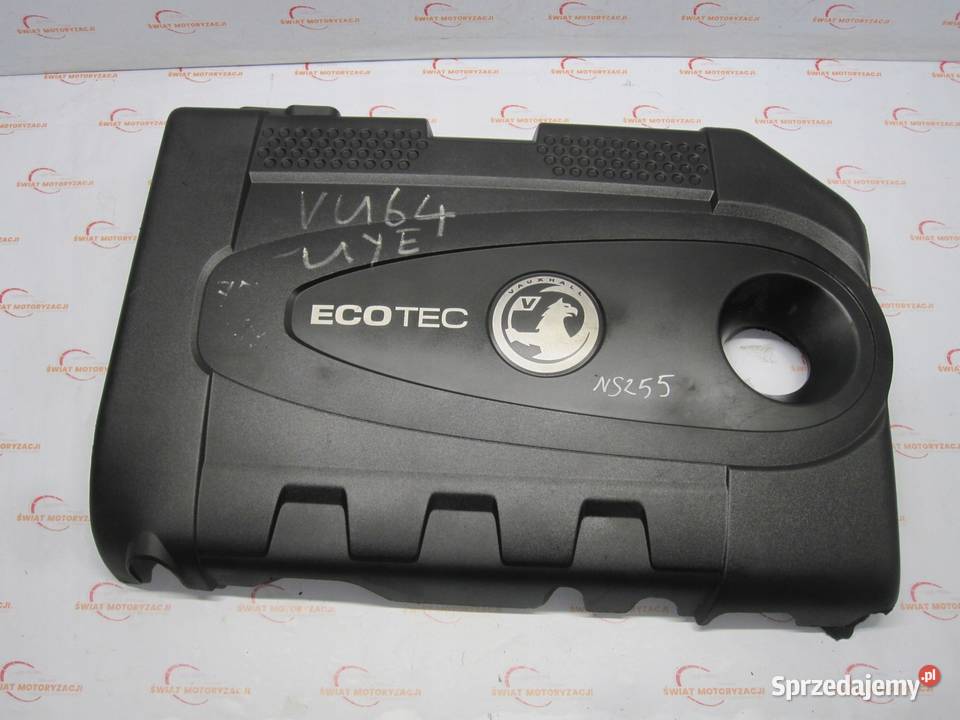 VU64
UYE
ECOTEC
VAUXHALL
V
NS255
ŚWIAT MOTORYZACJI
Sprzedajemy.pl